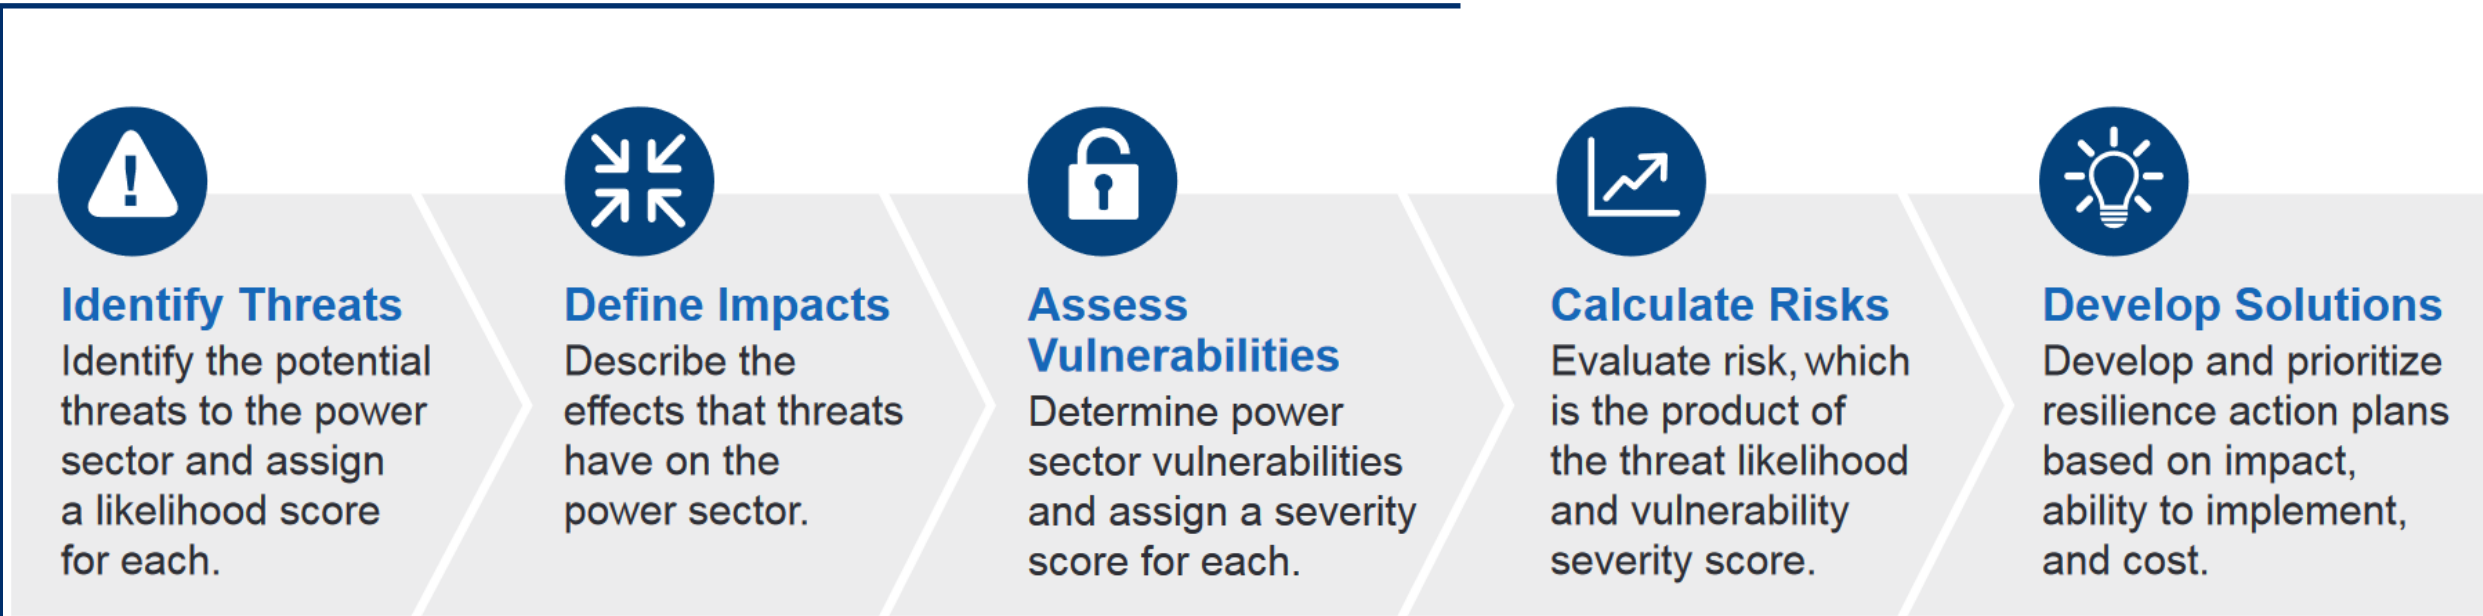 Identify Threats
Identify the potential
threats to the power
sector and assign
a likelihood score
for each.
Define Impacts
Describe the
effects that threats
have on the
power sector.
Assess
Vulnerabilities
Determine power
sector vulnerabilities
and assign a severity
score for each.
Calculate Risks
Evaluate risk, which
is the product of
the threat likelihood
and vulnerability
severity score.
Develop Solutions
Develop and prioritize
resilience action plans
based on impact,
ability to implement,
and cost.